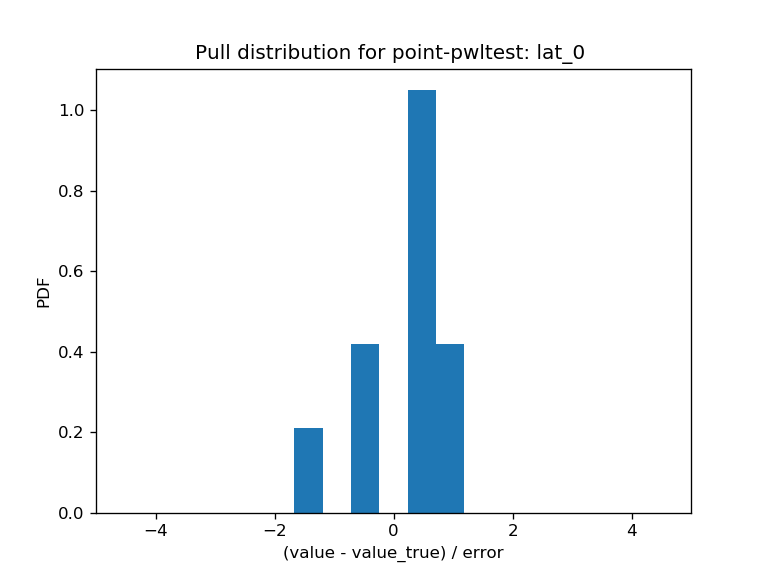 Pull distribution for point-pwltest: lat_0
1.0
0.8
0.6
0.4
0.2
0.0
PDF
−4 −2 0 2 4
(value - value_true) / error